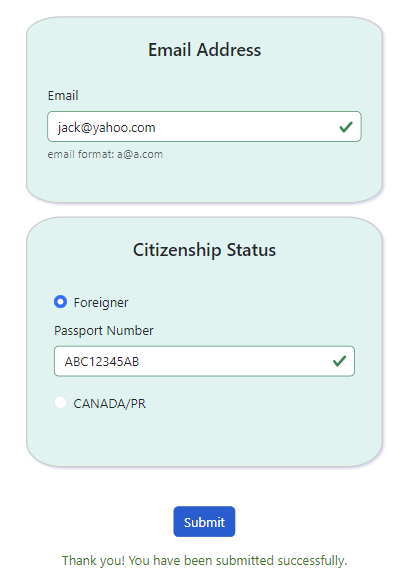 Email Address
Email
jack@yahoo.com
email format: a@a.com
Citizenship Status
Foreigner
Passport Number
ABC12345AB
CANADA/PR
Submit
Thank you! You have been submitted successfully.